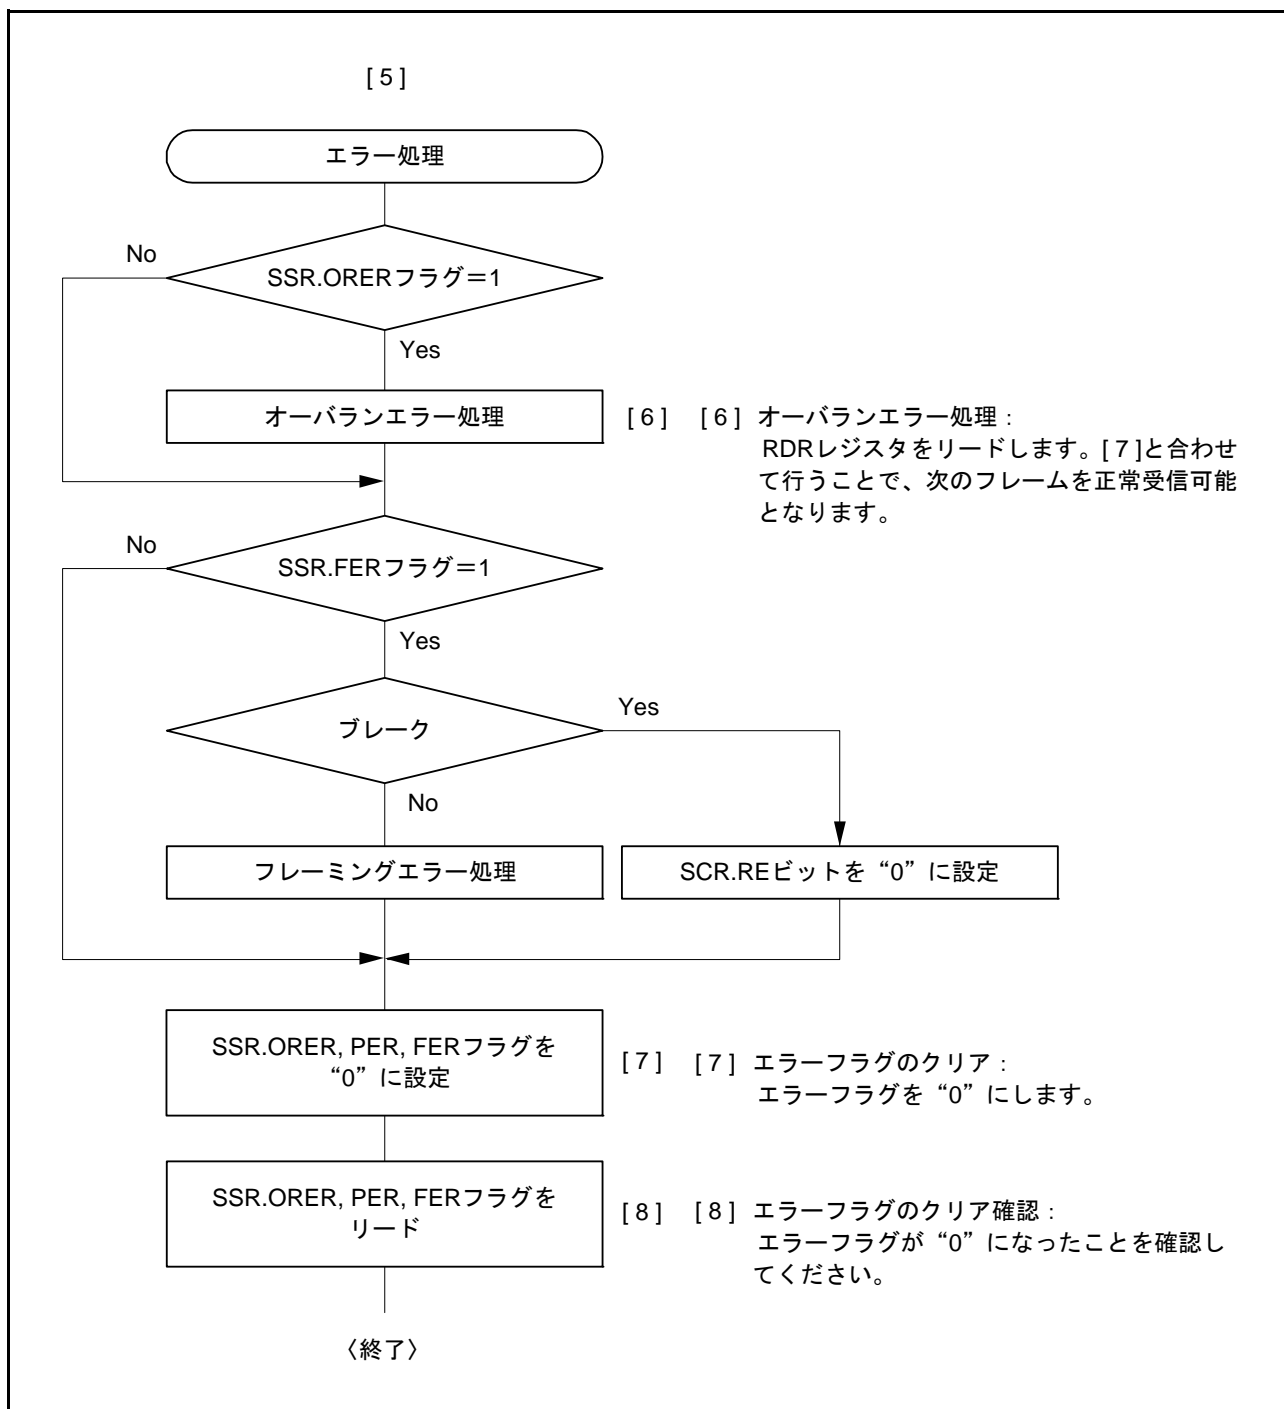 [ 5 ]
エラー処理
No
SSR.ORERフラグ＝1
Yes
オーバランエラー処理
[ 6 ]
[ 6 ] オーバランエラー処理：
RDRレジスタをリードします。[ 7 ]と合わせ
て行うことで、次のフレームを正常受信可能
となります。
No
SSR.FERフラグ＝1
Yes
ブレーク
Yes
No
フレーミングエラー処理
SCR.REビットを“0”に設定
SSR.ORER, PER, FERフラグを
“0”に設定
[ 7 ]
[ 7 ] エラーフラグのクリア：
エラーフラグを“0”にします。
SSR.ORER, PER, FERフラグを
リード
[ 8 ]
[ 8 ] エラーフラグのクリア確認：
エラーフラグが“0”になったことを確認し
てください。
〈終了〉